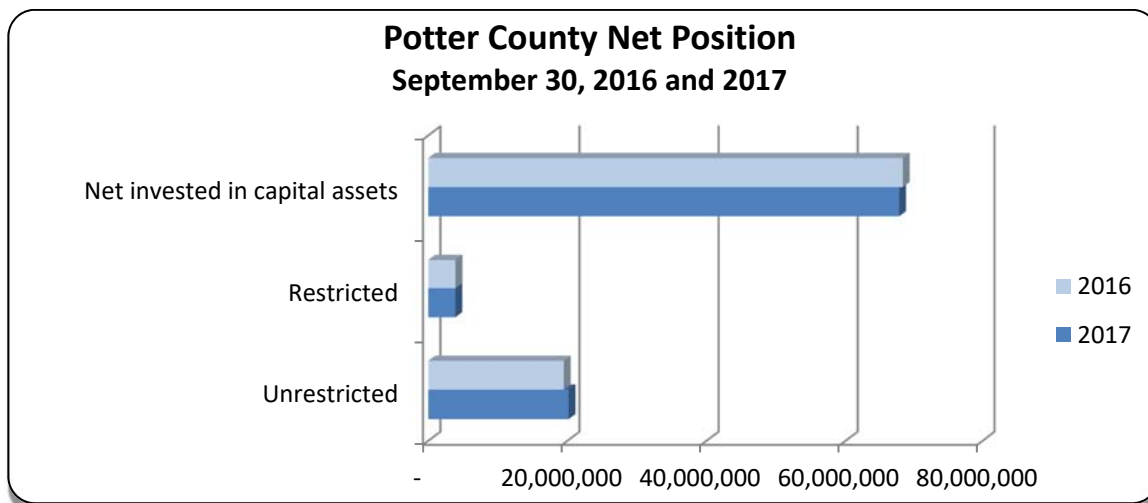 Potter County Net Position
September 30, 2016 and 2017
Net invested in capital assets
Restricted
Unrestricted
2016
2017
- 20,000,000 40,000,000 60,000,000 80,000,000